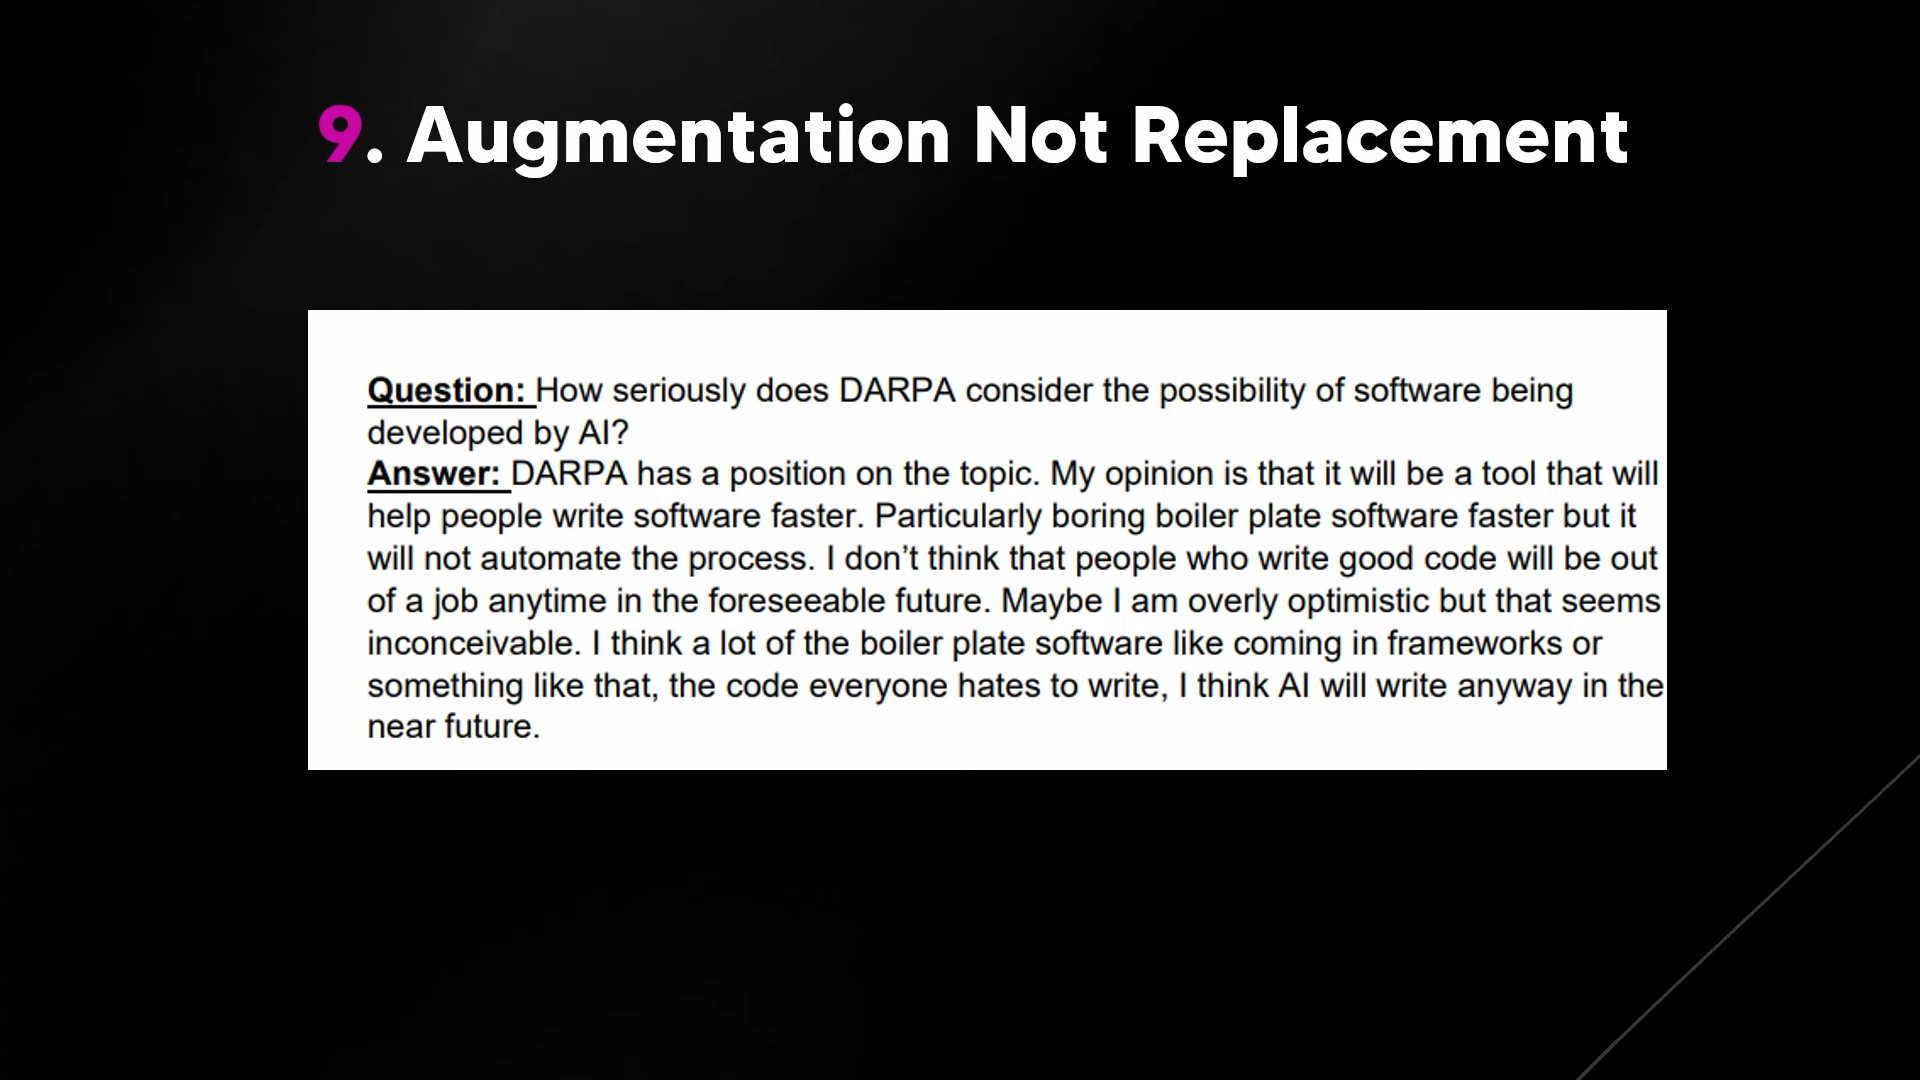 9. Augmentation Not Replacement
Question: How seriously does DARPA consider the possibility of software being
developed by AI?
Answer: DARPA has a position on the topic. My opinion is that it will be a tool that will
help people write software faster. Particularly boring boiler plate software faster but it
will not automate the process. I don’t think that people who write good code will be out
of a job anytime in the foreseeable future. Maybe I am overly optimistic but that seems
inconceivable. I think a lot of the boiler plate software like coming in frameworks or
something like that, the code everyone hates to write, I think AI will write anyway in the
near future.